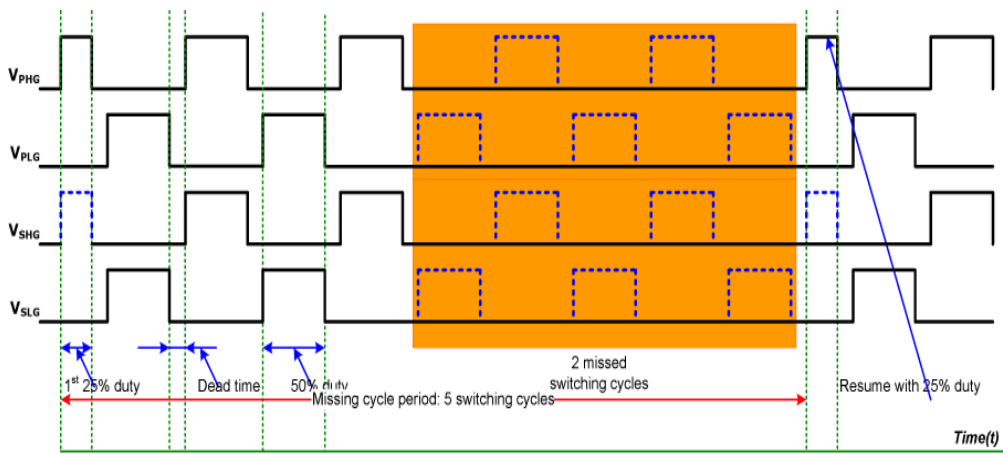 VPHG
VPLG
VSHG
VSLG
2 missed
switching cycles
1st 25% duty
Dead time
50% duty
Resume with 25% duty
Missing cycle period: 5 switching cycles
Time(t)